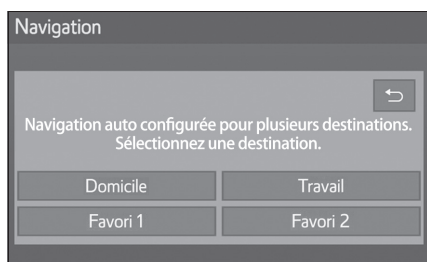 Navigation
Navigation auto configurée pour plusieurs destinations.
Sélectionnez une destination.
Domicile
Travail
Favori 1
Favori 2